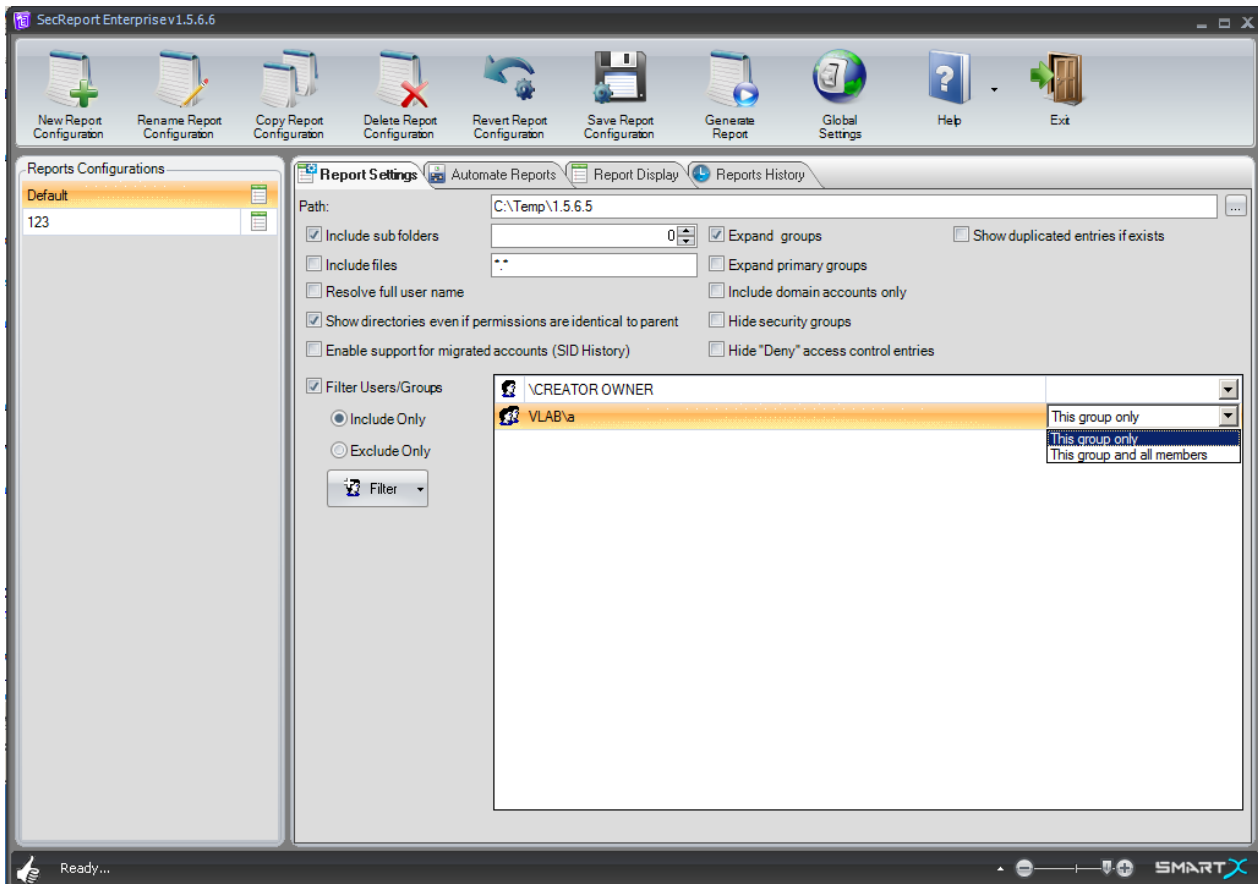 SecReport Enterprise v1.5.6.6
New Report Configuration
Rename Report Configuration
Copy Report Configuration
Delete Report Configuration
Revert Report Configuration
Save Report Configuration
Generate Report
Global Settings
Help
Exit
Reports Configurations
Default
123
Report Settings
Automate Reports
Report Display
Reports History
Path:
C:\Temp\1.5.6.5
...
Include sub folders
0
Expand groups
Show duplicated entries if exists
Include files
*.*
Expand primary groups
Resolve full user name
Include domain accounts only
Show directories even if permissions are identical to parent
Hide security groups
Enable support for migrated accounts (SID History)
Hide "Deny" access control entries
Filter Users/Groups
\CREATOR OWNER
Include Only
VLAB\a
This group only
This group only
This group and all members
Exclude Only
Filter
Ready...
SMARTX